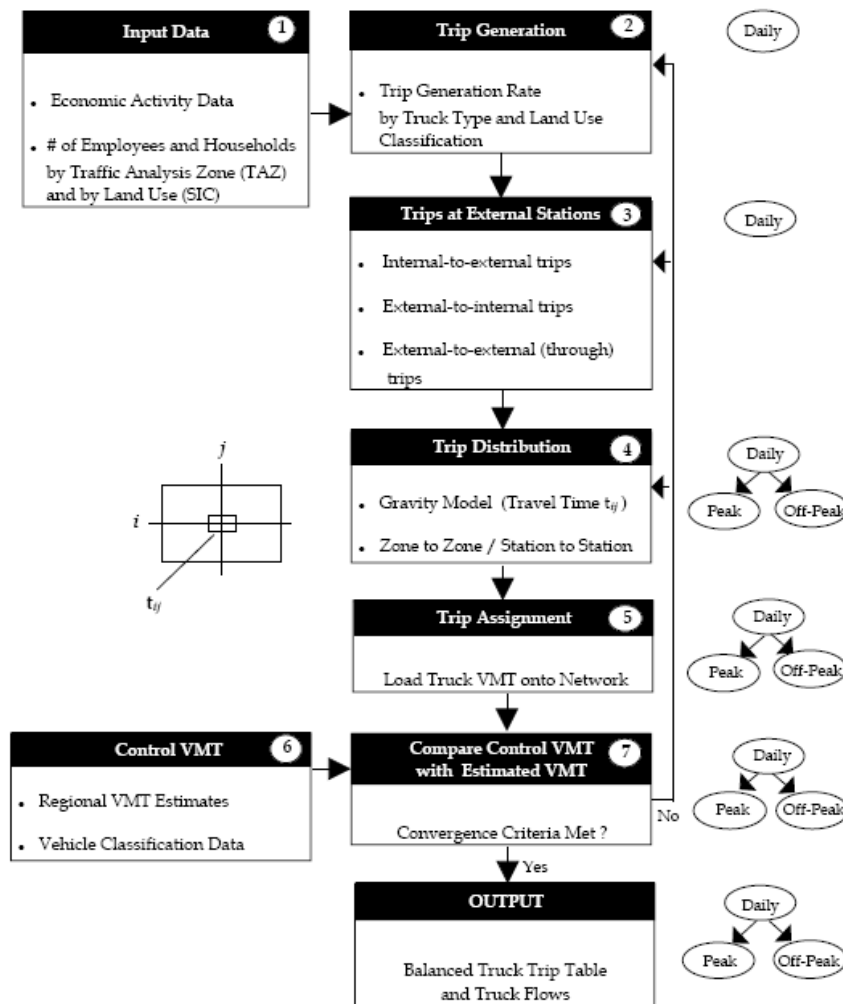 Input Data
1
• Economic Activity Data
• # of Employees and Households
by Traffic Analysis Zone (TAZ)
and by Land Use (SIC)
Trip Generation
2
• Trip Generation Rate
by Truck Type and Land Use
Classification
Daily
Trips at External Stations
3
• Internal-to-external trips
• External-to-internal trips
• External-to-external (through)
trips
Daily
j
i
tij
Trip Distribution
4
• Gravity Model (Travel Time tij)
• Zone to Zone / Station to Station
Daily
Peak
Off-Peak
Trip Assignment
5
Load Truck VMT onto Network
Daily
Peak
Off-Peak
Control VMT
6
• Regional VMT Estimates
• Vehicle Classification Data
Compare Control VMT
with Estimated VMT
7
Convergence Criteria Met ?
No
Yes
Daily
Peak
Off-Peak
OUTPUT
Balanced Truck Trip Table
and Truck Flows
Daily
Peak
Off-Peak